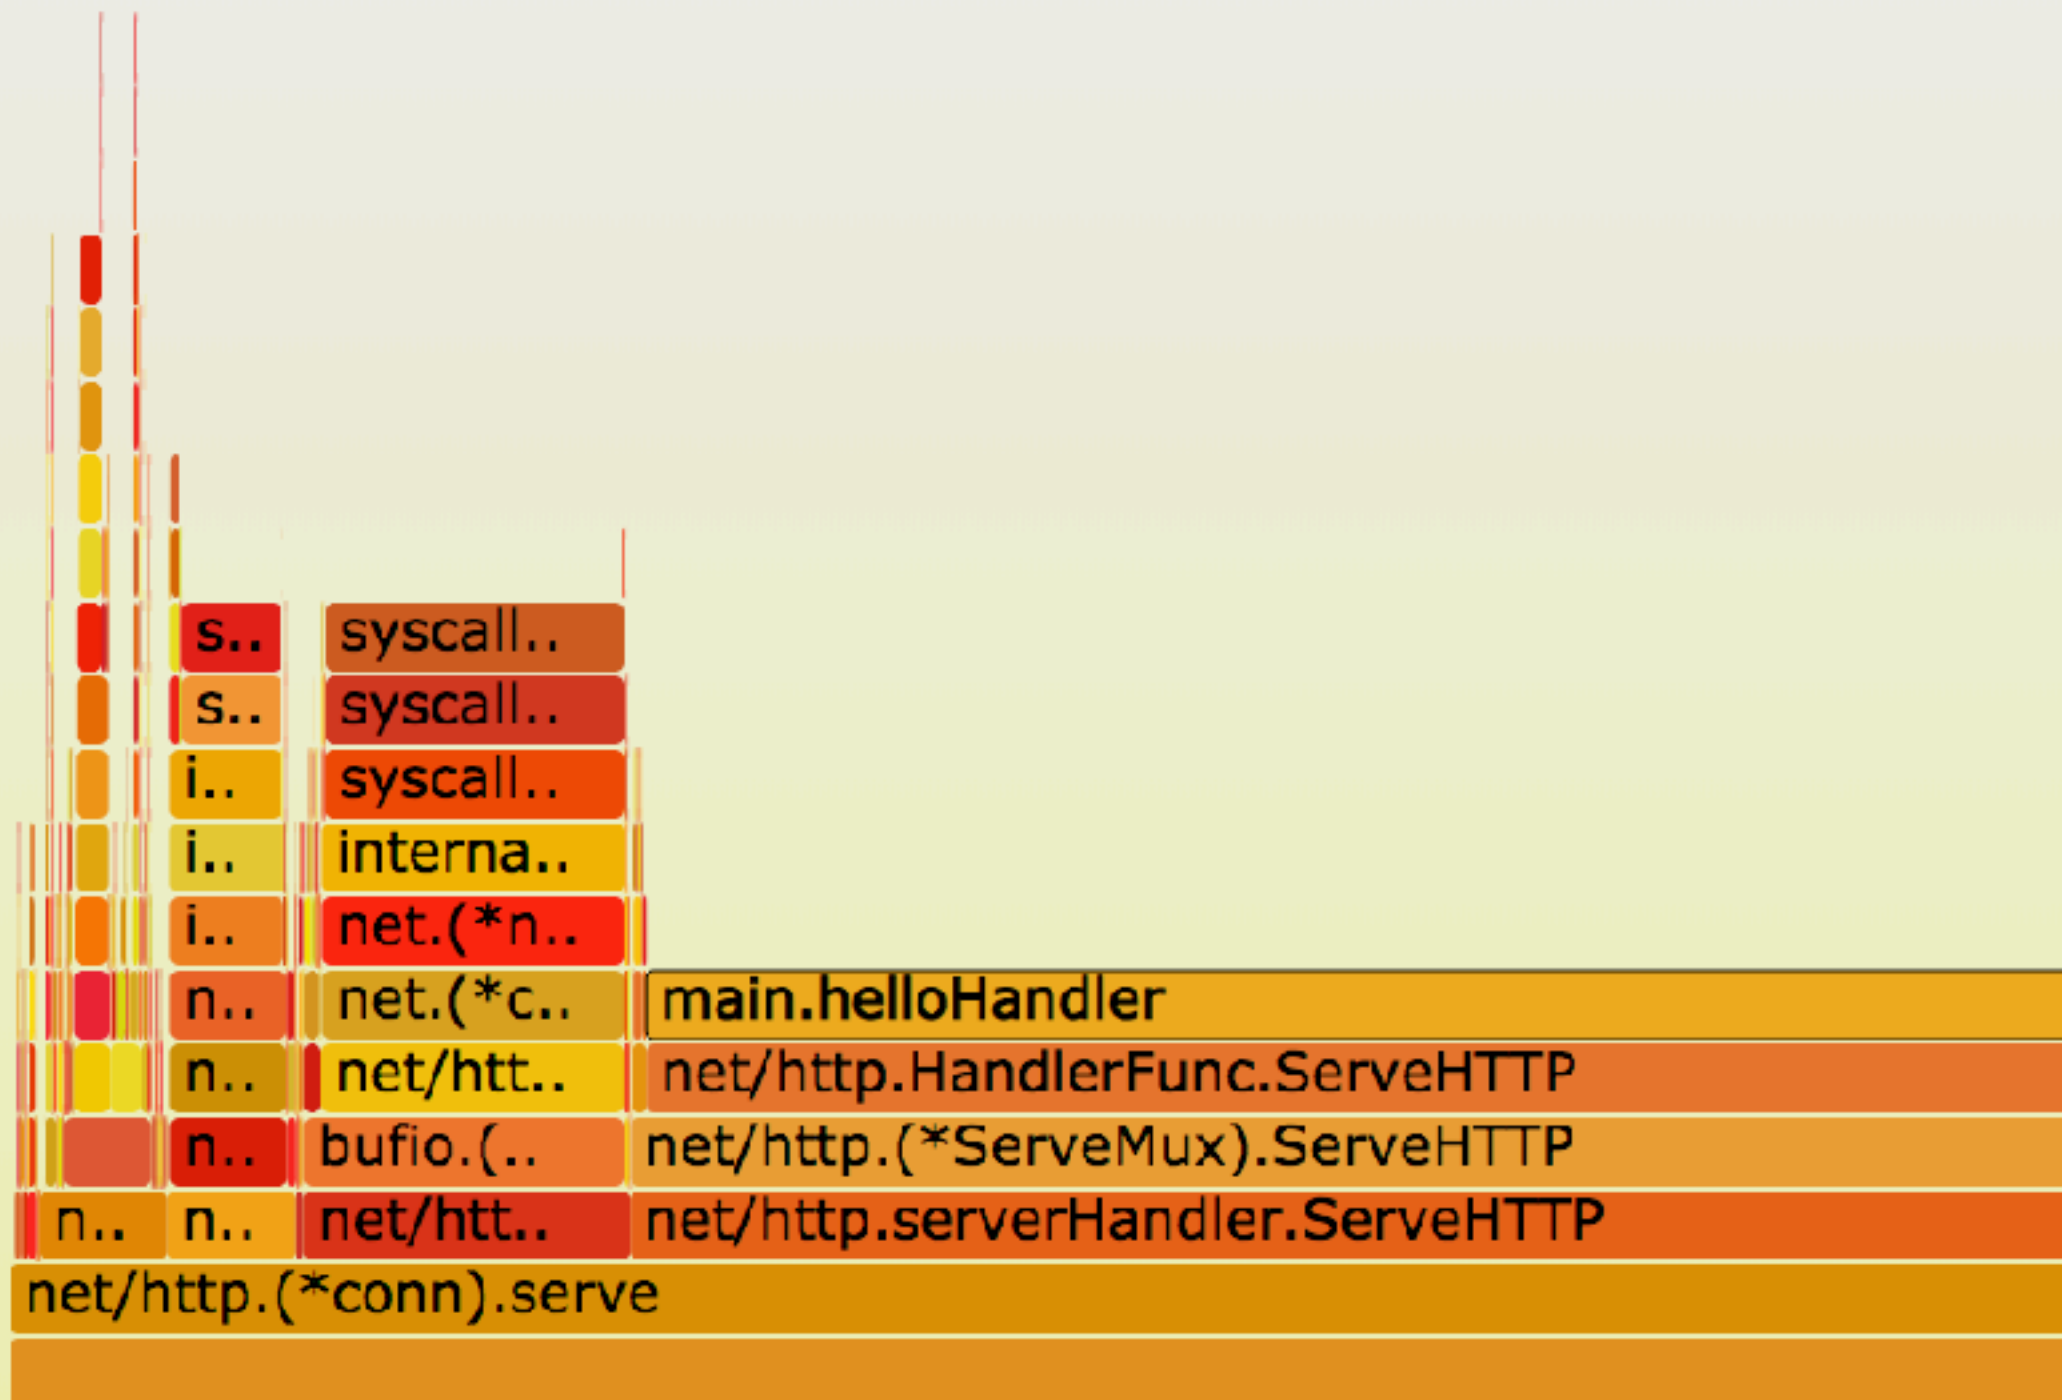 s.. syscall..
s.. syscall..
i.. syscall..
i.. interna..
i.. net.(*n..
n.. net.(*c.. main.helloHandler
n.. net/htt.. net/http.HandlerFunc.ServeHTTP
n.. bufio.(.. net/http.(*ServeMux).ServeHTTP
n.. n.. net/htt.. net/http.serverHandler.ServeHTTP
net/http.(*conn).serve